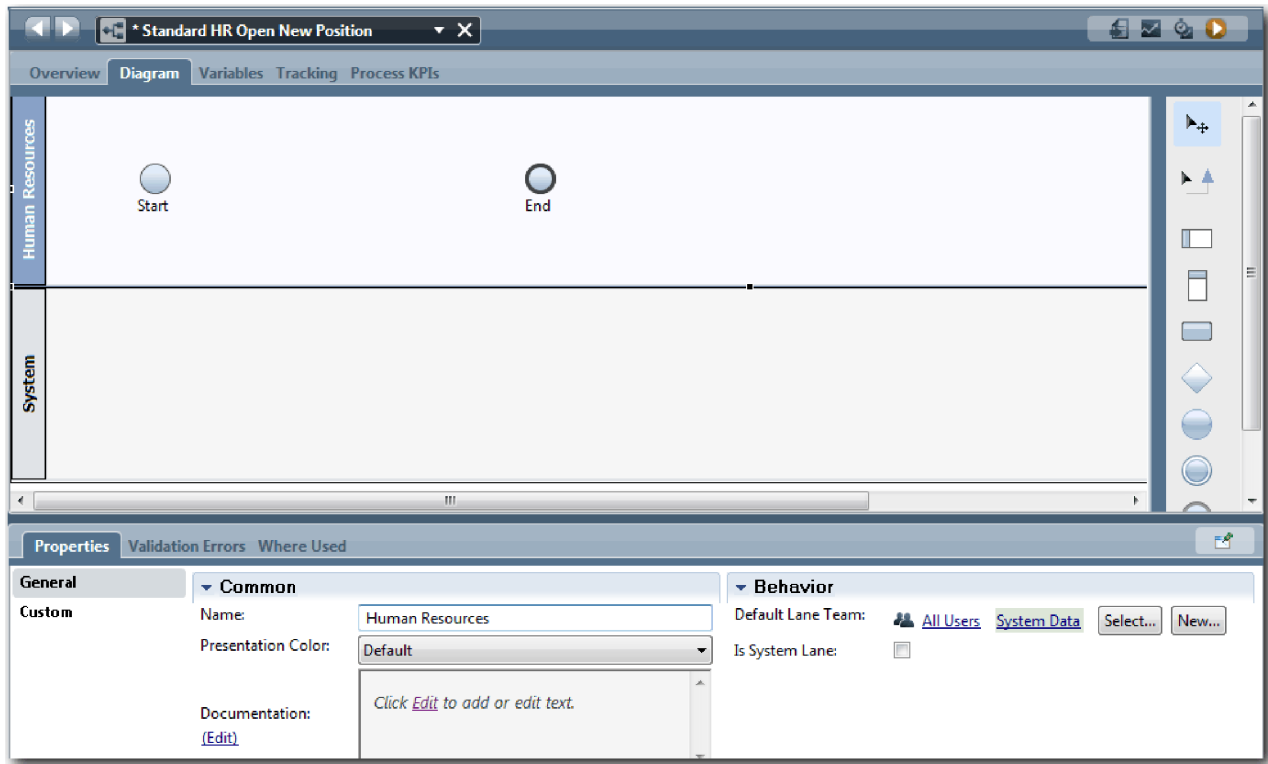 * Standard HR Open New Position
Overview Diagram Variables Tracking Process KPIs
Human Resources
Start
End
System
Properties Validation Errors Where Used
General
Custom
Common
Name:
Human Resources
Presentation Color:
Default
Documentation:
(Edit)
Click Edit to add or edit text.
Behavior
Default Lane Team:
All Users System Data Select... New...
Is System Lane: